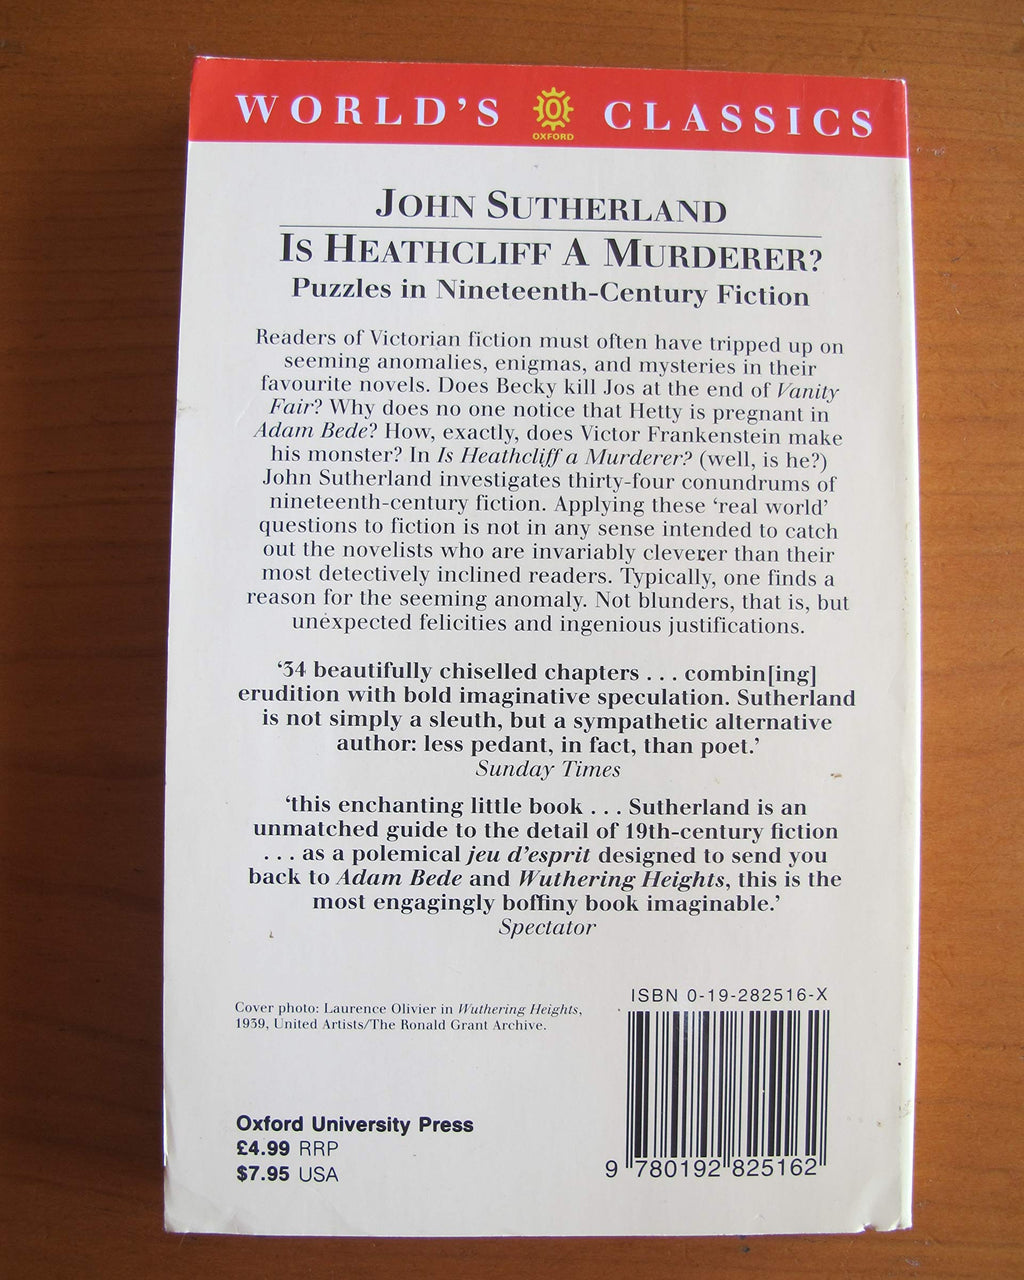 WORLD'S CLASSICS
OXFORD
JOHN SUTHERLAND
IS HEATHCLIFF A MURDERER?
Puzzles in Nineteenth-Century Fiction
Readers of Victorian fiction must often have tripped up on
seeming anomalies, enigmas, and mysteries in their
favourite novels. Does Becky kill Jos at the end of Vanity
Fair? Why does no one notice that Hetty is pregnant in
Adam Bede? How, exactly, does Victor Frankenstein make
his monster? In Is Heathcliff a Murderer? (well, is he?)
John Sutherland investigates thirty-four conundrums of
nineteenth-century fiction. Applying these 'real world'
questions to fiction is not in any sense intended to catch
out the novelists who are invariably cleverer than their
most detectively inclined readers. Typically, one finds a
reason for the seeming anomaly. Not blunders, that is, but
unexpected felicities and ingenious justifications.
'34 beautifully chiselled chapters . . . combin[ing]
erudition with bold imaginative speculation. Sutherland
is not simply a sleuth, but a sympathetic alternative
author: less pedant, in fact, than poet.'
Sunday Times
'this enchanting little book . . . Sutherland is an
unmatched guide to the detail of 19th-century fiction
. . . as a polemical jeu d'esprit designed to send you
back to Adam Bede and Wuthering Heights, this is the
most engagingly boffiny book imaginable.'
Spectator
Cover photo: Laurence Olivier in Wuthering Heights,
1939, United Artists/The Ronald Grant Archive.
ISBN 0-19-282516-X
Oxford University Press
£4.99 RRP
$7.95 USA
9 780192 825162